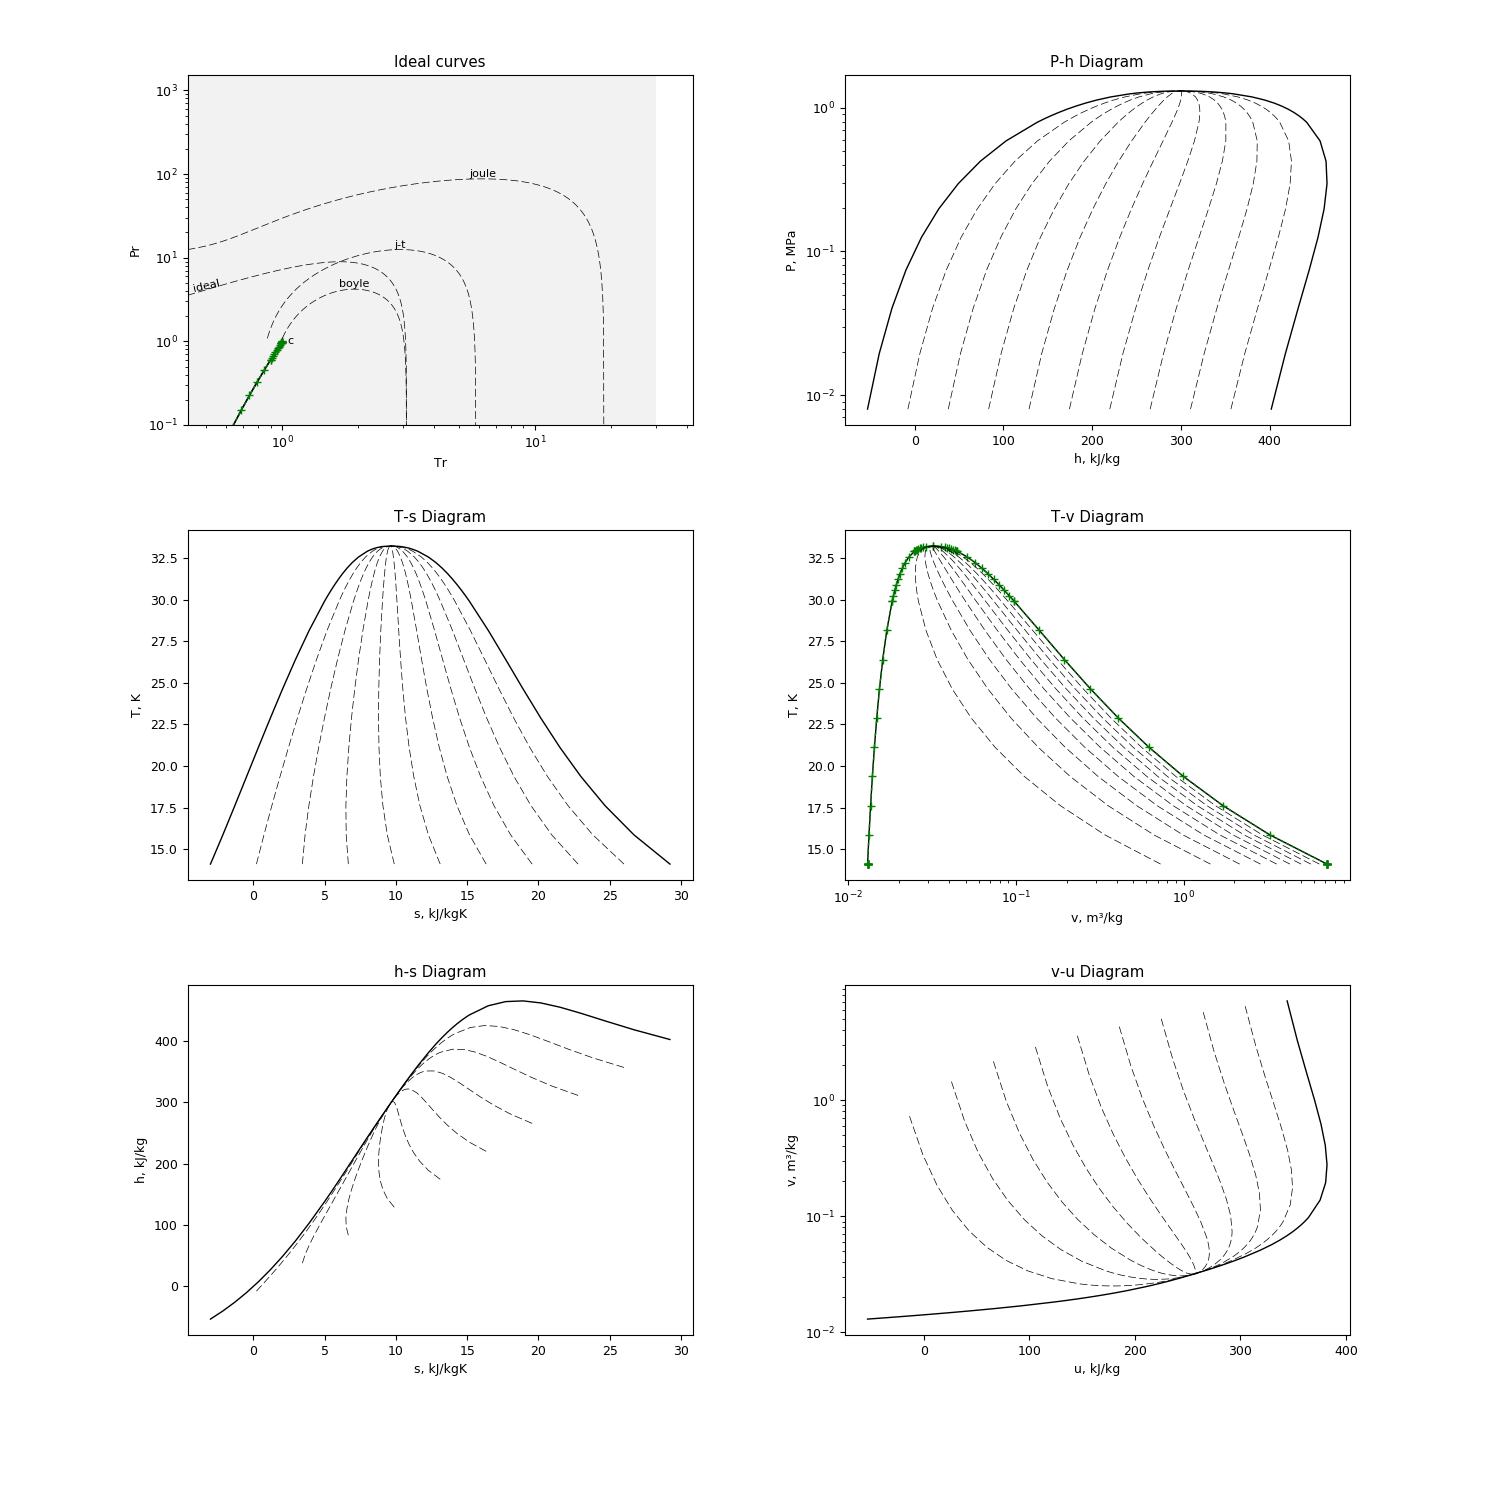 Ideal curves
Pr
10³
10²
10¹
10⁰
10⁻¹
joule
j-t
ideal
boyle
c
10⁰ 10¹
Tr
P-h Diagram
P, MPa
10⁰
10⁻¹
10⁻²
0 100 200 300 400
h, kJ/kg
T-s Diagram
T, K
32.5
30.0
27.5
25.0
22.5
20.0
17.5
15.0
0 5 10 15 20 25 30
s, kJ/kgK
T-v Diagram
T, K
32.5
30.0
27.5
25.0
22.5
20.0
17.5
15.0
10⁻² 10⁻¹ 10⁰
v, m³/kg
h-s Diagram
h, kJ/kg
400
300
200
100
0
0 5 10 15 20 25 30
s, kJ/kgK
v-u Diagram
v, m³/kg
10⁰
10⁻¹
10⁻²
0 100 200 300 400
u, kJ/kg